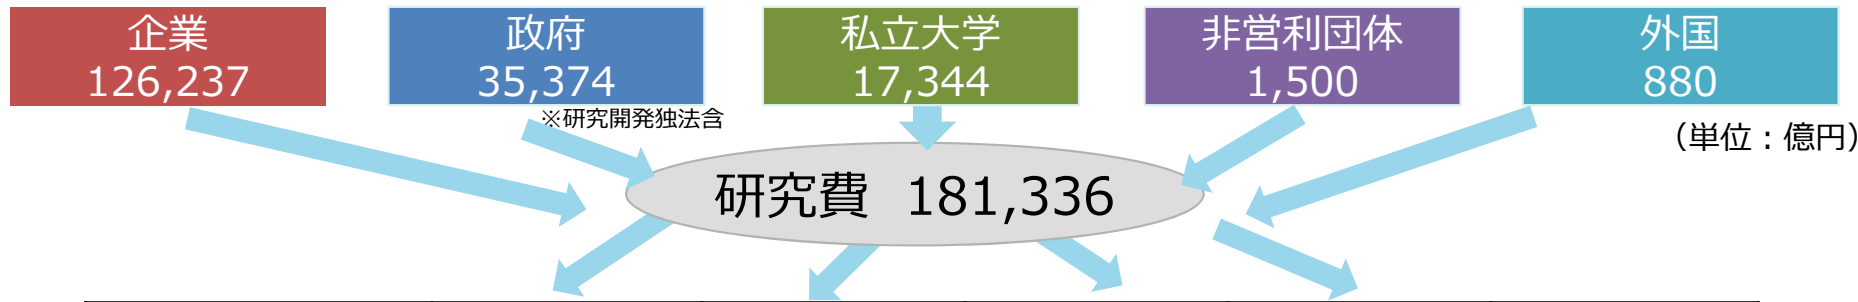 企業
126,237
政府
35,374
私立大学
17,344
非営利団体
1,500
外国
880
※研究開発独法含
(単位：億円)
研究費 181,336